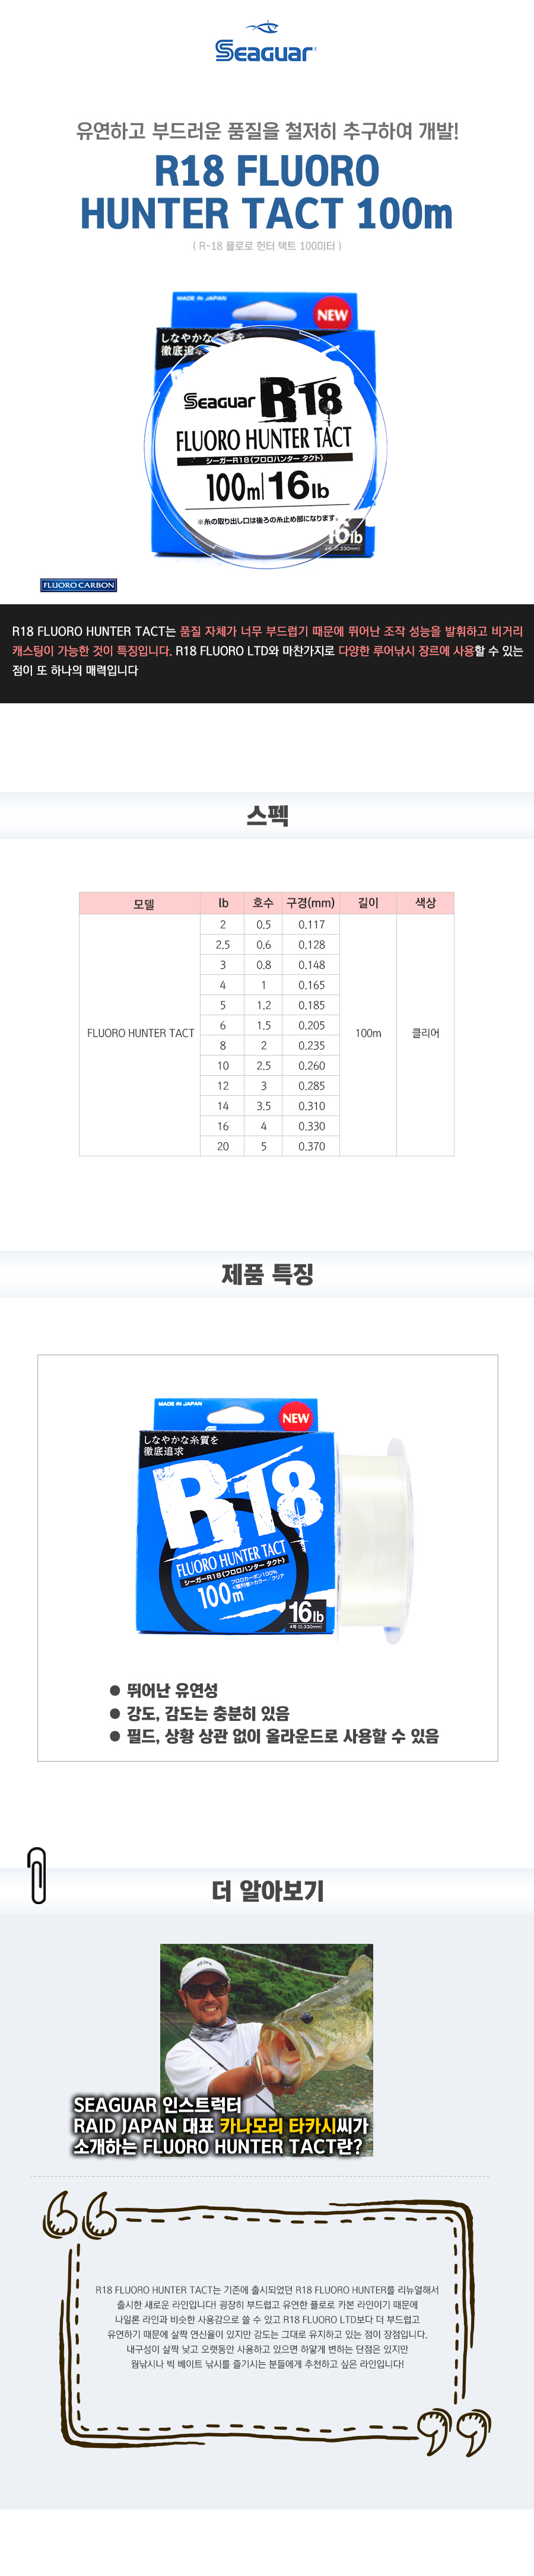 Seaguar
유연하고 부드러운 품질을 철저히 추구하여 개발!
R18 FLUORO
HUNTER TACT 100m
( R-18 플로로 헌터 택트 100미터 )
MADE IN JAPAN
NEW
しなやかな
徹底追
Seaguar R18
FLUORO HUNTER TACT
シーガーR18(フロロハンター タクト)
100m 16lb
※糸の取り出し口は後ろの糸止め部になります。
16lb
4号(0.330mm)
FLUORO CARBON
R18 FLUORO HUNTER TACT는 품질 자체가 너무 부드럽기 때문에 뛰어난 조작 성능을 발휘하고 비거리
캐스팅이 가능한 것이 특징입니다. R18 FLUORO LTD와 마찬가지로 다양한 루어낚시 장르에 사용할 수 있는
점이 또 하나의 매력입니다
스펙
모델 lb 호수 구경(mm) 길이 색상
2 0.5 0.117
2.5 0.6 0.128
3 0.8 0.148
4 1 0.165
5 1.2 0.185
6 1.5 0.205
FLUORO HUNTER TACT 100m 클리어
8 2 0.235
10 2.5 0.260
12 3 0.285
14 3.5 0.310
16 4 0.330
20 5 0.370
제품 특징
MADE IN JAPAN
NEW
しなやかな糸質を
徹底追求
R18
FLUORO HUNTER TACT
シーガーR18(フロロハンター タクト)
フロロカーボン100%
100m
16lb
4号(0.330mm)
● 뛰어난 유연성
● 강도, 감도는 충분히 있음
● 필드, 상황 상관 없이 올라운드로 사용할 수 있음
더 알아보기
SEAGUAR 인스트럭터
RAID JAPAN 대표 카나모리 타카시씨가
소개하는 FLUORO HUNTER TACT란?
R18 FLUORO HUNTER TACT는 기존에 출시되었던 R18 FLUORO HUNTER를 리뉴얼해서
출시한 새로운 라인입니다! 굉장히 부드럽고 유연한 플로로 카본 라인이기 때문에
나일론 라인과 비슷한 사용감으로 쓸 수 있고 R18 FLUORO LTD보다 더 부드럽고
유연하기 때문에 살짝 연신율이 있지만 감도는 그대로 유지하고 있는 점이 장점입니다.
내구성이 살짝 낮고 오랫동안 사용하고 있으면 하얗게 변하는 단점은 있지만
웜낚시나 빅 베이트 낚시를 즐기시는 분들에게 추천하고 싶은 라인입니다!